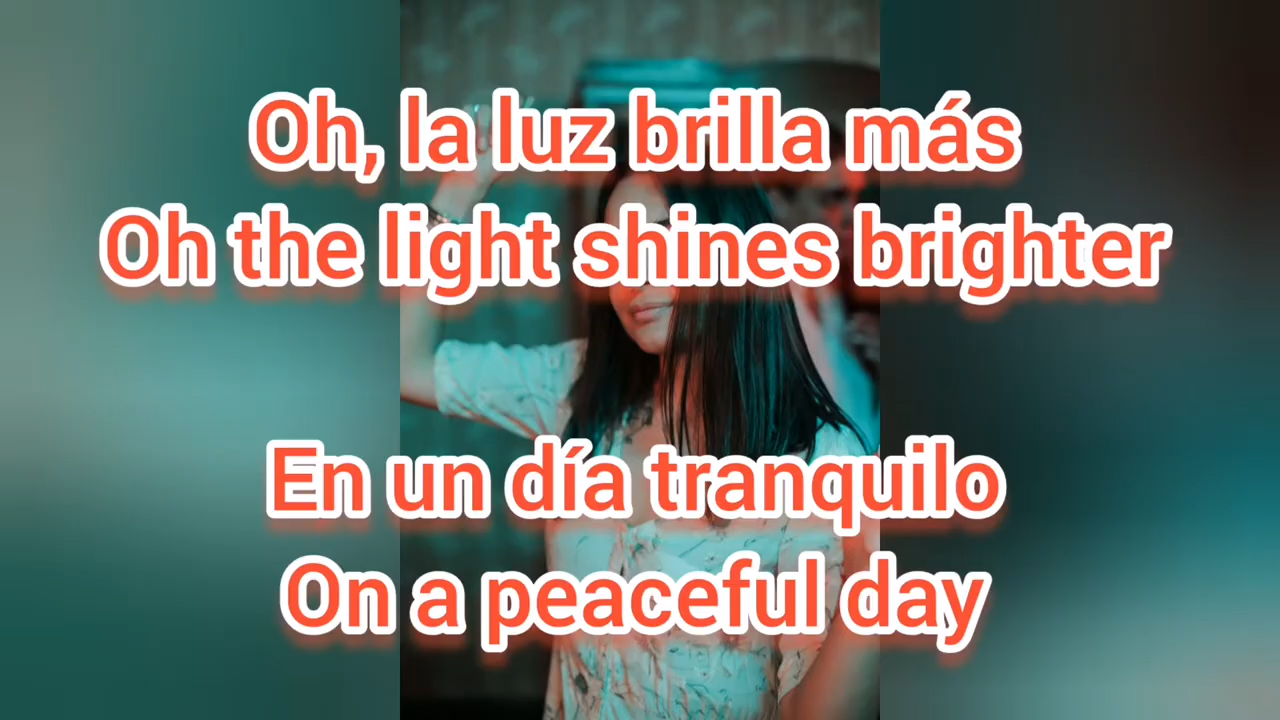 Oh, la luz brilla más
Oh the light shines brighter
En un día tranquilo
On a peaceful day